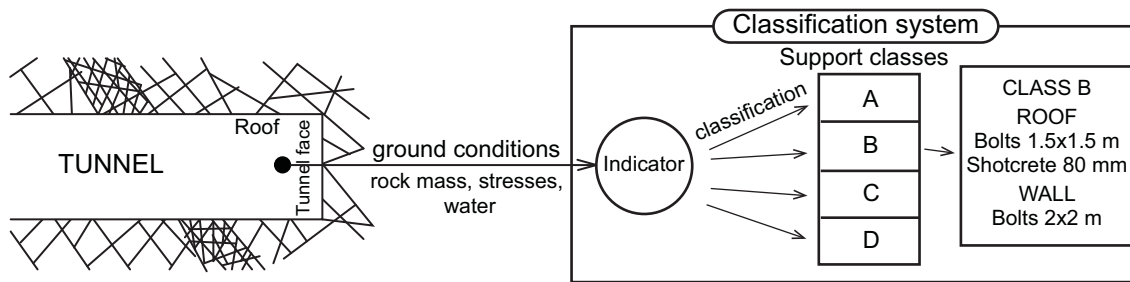 Classification system
Support classes
TUNNEL
Roof
Tunnel face
ground conditions
rock mass, stresses,
water
Indicator
classification
A
B
C
D
CLASS B
ROOF
Bolts 1.5x1.5 m
Shotcrete 80 mm
WALL
Bolts 2x2 m